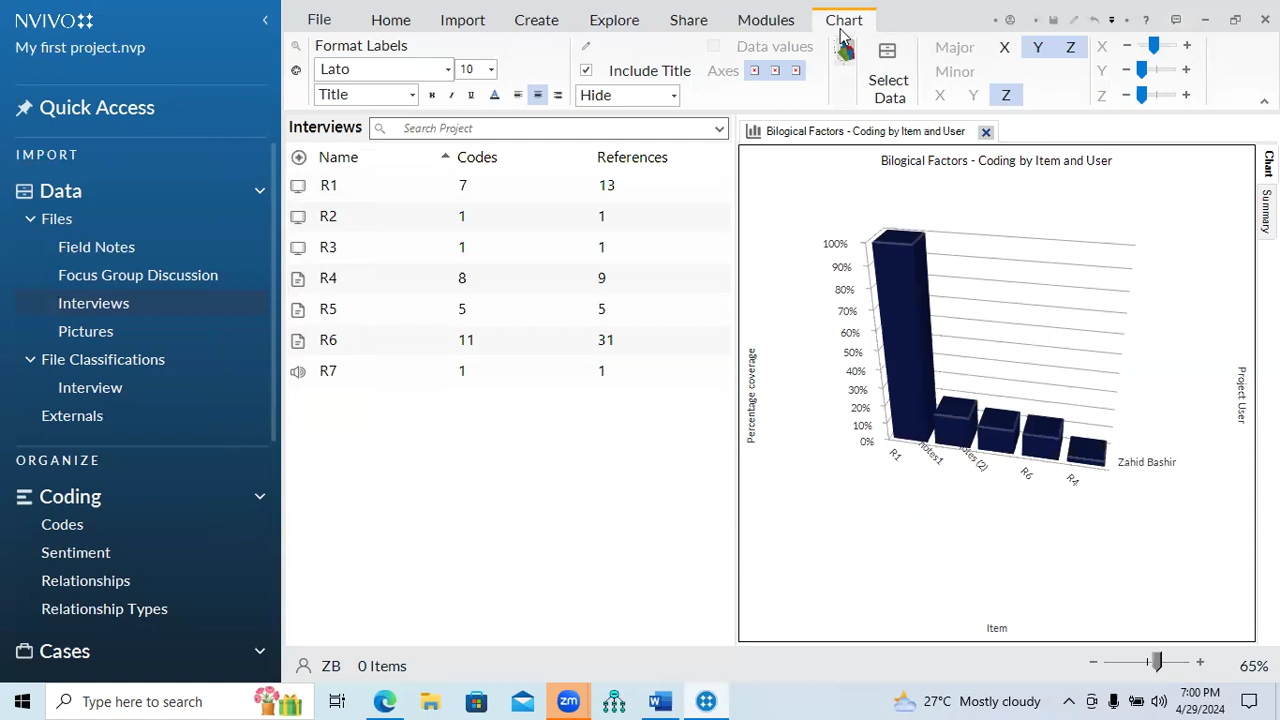 NVIVO
My first project.nvp
Quick Access
IMPORT
Data
Files
Field Notes
Focus Group Discussion
Interviews
Pictures
File Classifications
Interview
Externals
ORGANIZE
Coding
Codes
Sentiment
Relationships
Relationship Types
Cases
File Home Import Create Explore Share Modules Chart
Format Labels
Lato 10
Title
B I U A
Include Title
Hide
Data values
Axes
Select
Data
Major X Y Z
Minor
X Y Z
X
Y
Z
Interviews Search Project
Name Codes References
R1 7 13
R2 1 1
R3 1 1
R4 8 9
R5 5 5
R6 11 31
R7 1 1
Bilogical Factors - Coding by Item and User
Chart
Summary
Bilogical Factors - Coding by Item and User
100%
90%
80%
70%
60%
50%
40%
30%
20%
10%
0%
Percentage coverage
Project User
R1
R6
R4
Zahid Bashir
Item
ZB 0 Items
65%
Type here to search
zm
27°C Mostly cloudy
7:00 PM
4/29/2024